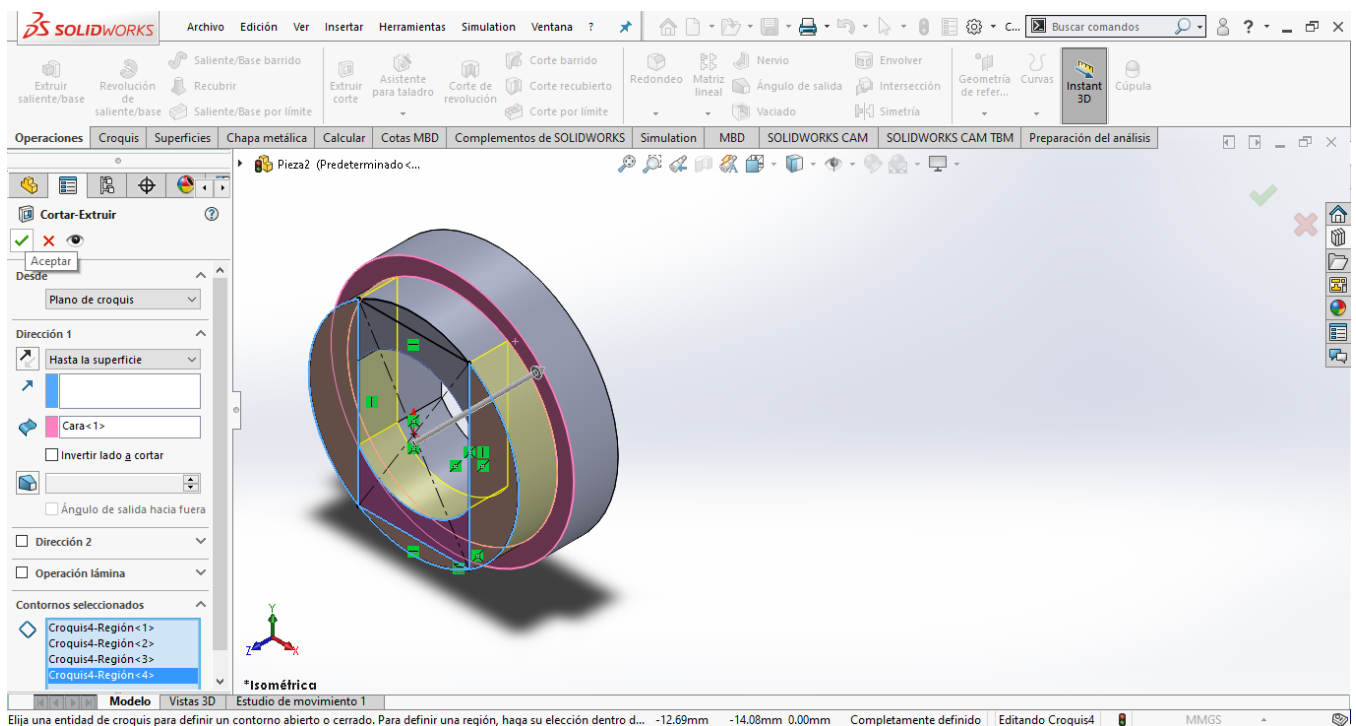 SOLIDWORKS Archivo Edición Ver Insertar Herramientas Simulation Ventana ? C... Buscar comandos ?
Extruir saliente/base
Revolución de saliente/base
Saliente/Base barrido
Recubrir
Saliente/Base por límite
Extruir corte
Asistente para taladro
Corte de revolución
Corte barrido
Corte recubierto
Corte por límite
Redondeo
Matriz lineal
Nervio
Ángulo de salida
Vaciado
Envolver
Intersección
Simetría
Geometría de refer...
Curvas
Instant 3D
Cúpula
Operaciones Croquis Superficies Chapa metálica Calcular Cotas MBD Complementos de SOLIDWORKS Simulation MBD SOLIDWORKS CAM SOLIDWORKS CAM TBM Preparación del análisis
Pieza2 (Predeterminado<...
Cortar-Extruir
Aceptar
Desde
Plano de croquis
Dirección 1
Hasta la superficie
Cara<1>
Invertir lado a cortar
Ángulo de salida hacia fuera
Dirección 2
Operación lámina
Contornos seleccionados
Croquis4-Región<1>
Croquis4-Región<2>
Croquis4-Región<3>
Croquis4-Región<4>
Y
Z
X
*Isométrica
Modelo Vistas 3D Estudio de movimiento 1
Elija una entidad de croquis para definir un contorno abierto o cerrado. Para definir una región, haga su elección dentro d... -12.69mm -14.08mm 0.00mm Completamente definido Editando Croquis4 MMGS